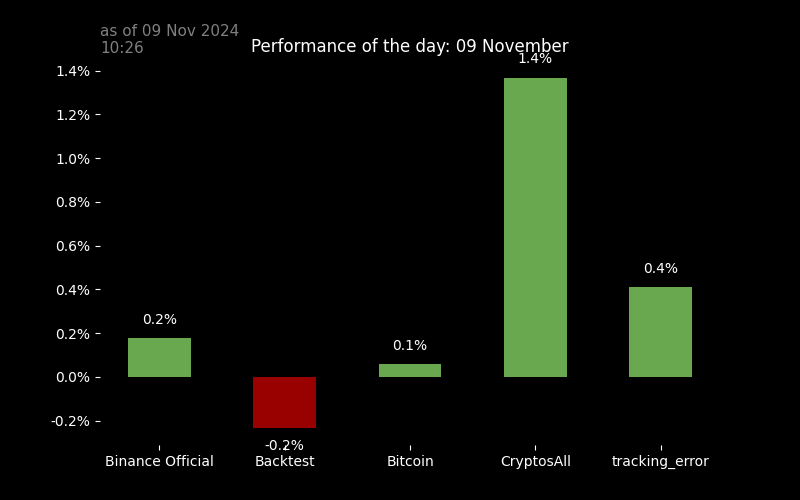 as of 09 Nov 2024
10:26
Performance of the day: 09 November
1.4%
1.2%
1.0%
0.8%
0.6%
0.4%
0.2%
0.0%
-0.2%
0.2%
-0.2%
0.1%
1.4%
0.4%
Binance Official
Backtest
Bitcoin
CryptosAll
tracking_error